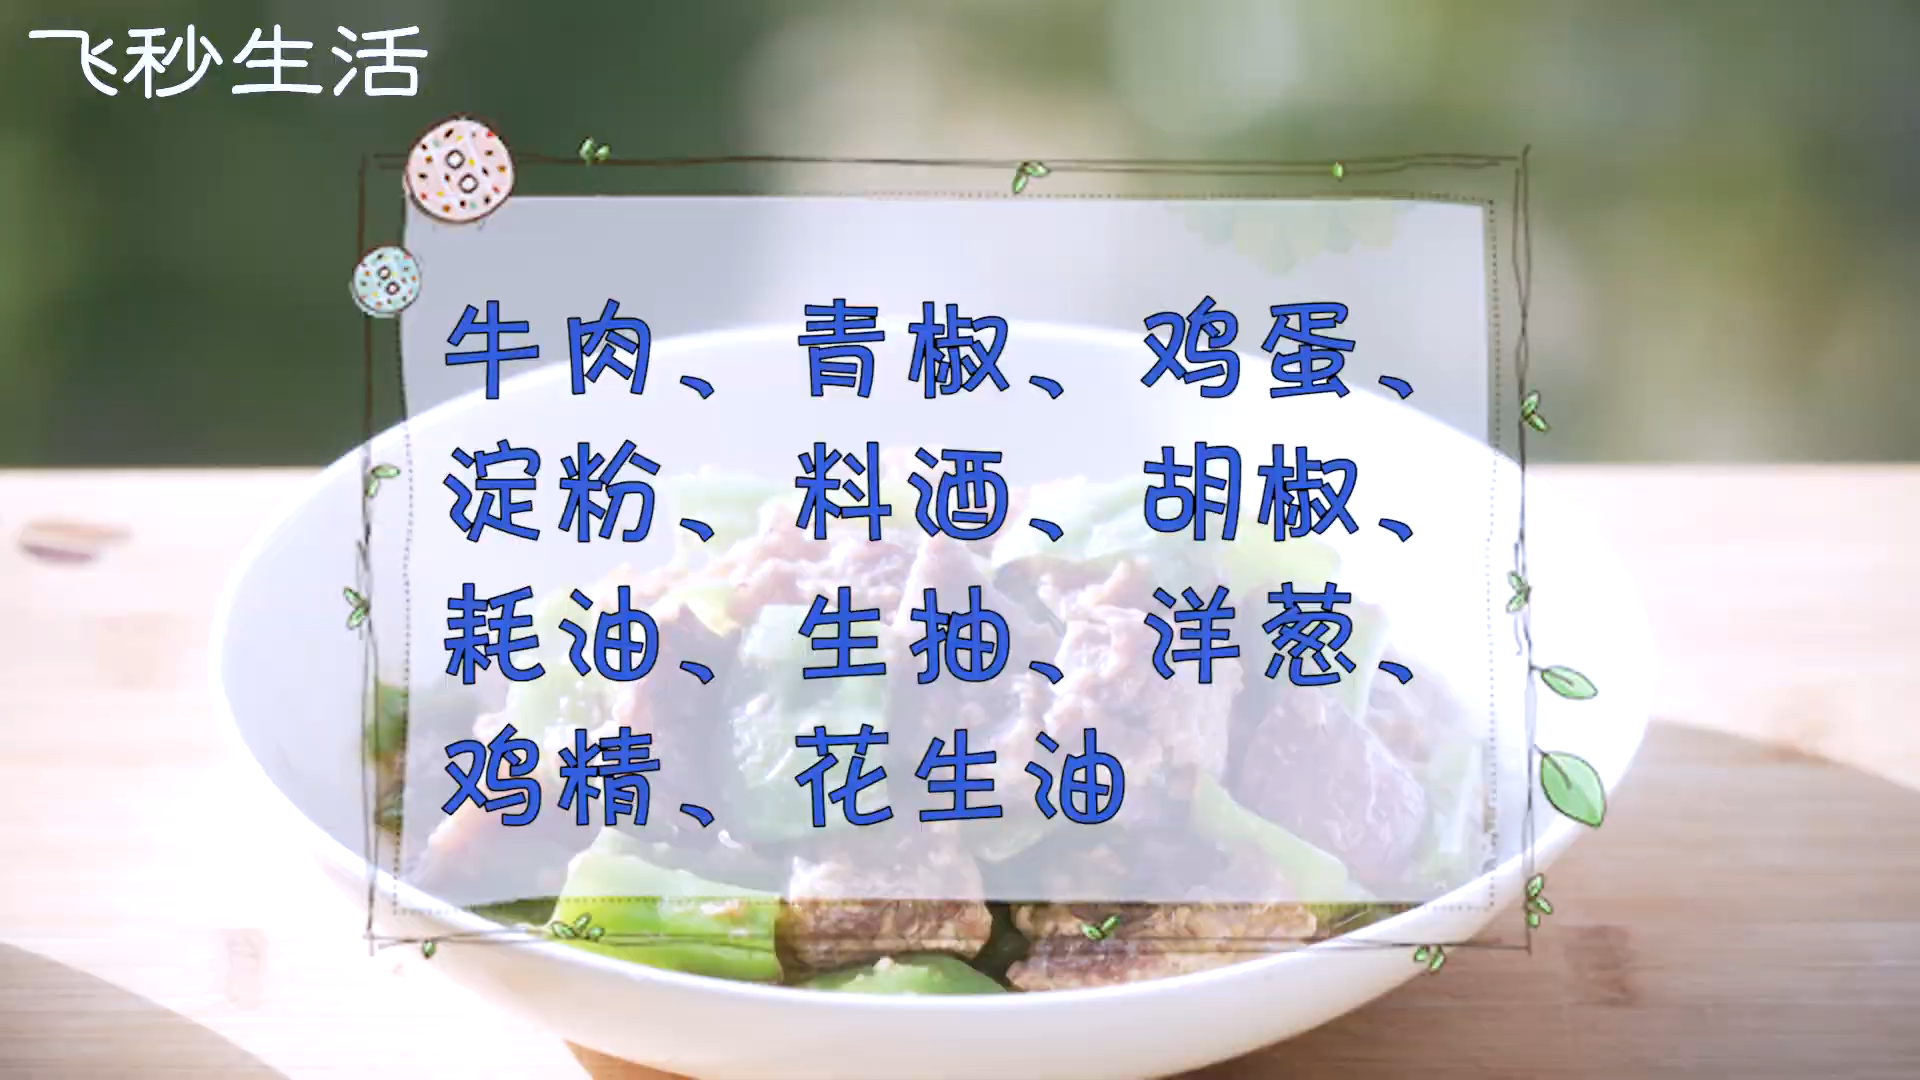 飞秒生活
牛肉、青椒、鸡蛋、
淀粉、料酒、胡椒、
耗油、生抽、洋葱、
鸡精、花生油